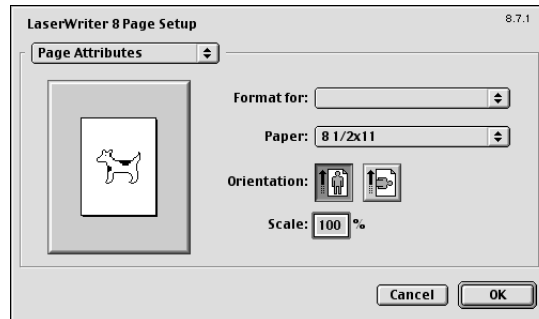 LaserWriter 8 Page Setup
8.7.1
Page Attributes
Format for:
Paper: 8 1/2x11
Orientation:
Scale: 100 %
Cancel OK